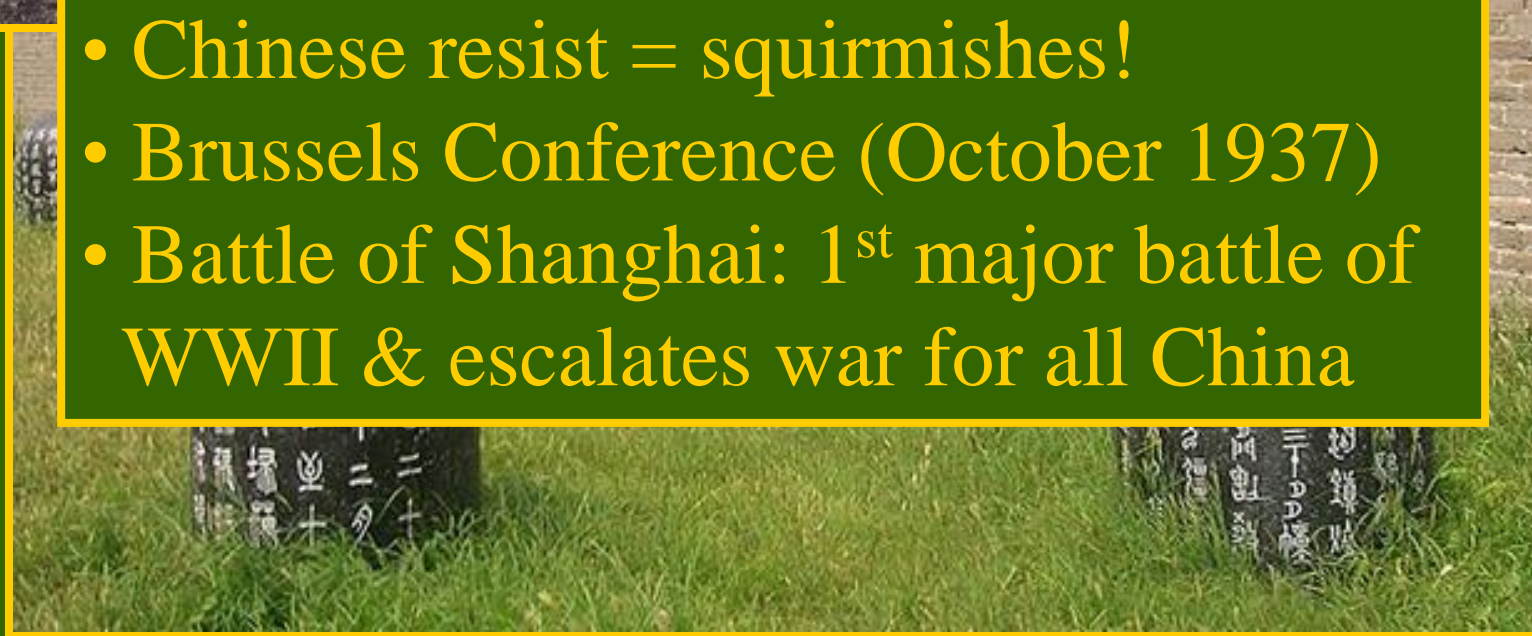 • Chinese resist = squirmishes!
• Brussels Conference (October 1937)
• Battle of Shanghai: 1st major battle of
WWII & escalates war for all China